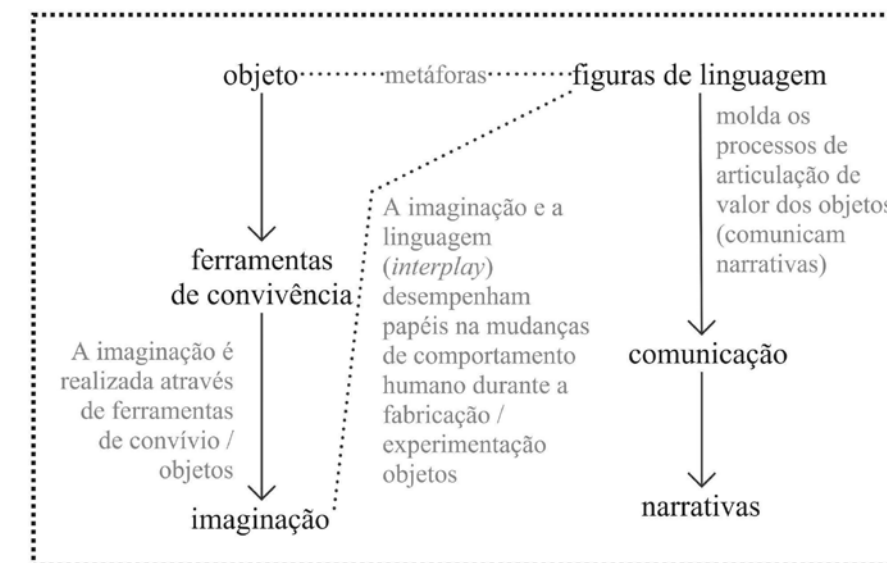 objeto metáforas figuras de linguagem
molda os
processos de
articulação de
valor dos objetos
(comunicam
narrativas)
A imaginação e a
linguagem
(interplay)
desempenham
papéis na mudanças
de comportamento
humano durante a
fabricação /
experimentação
objetos
ferramentas
de convivência
comunicação
A imaginação é
realizada através
de ferramentas
de convívio /
objetos
imaginação
narrativas